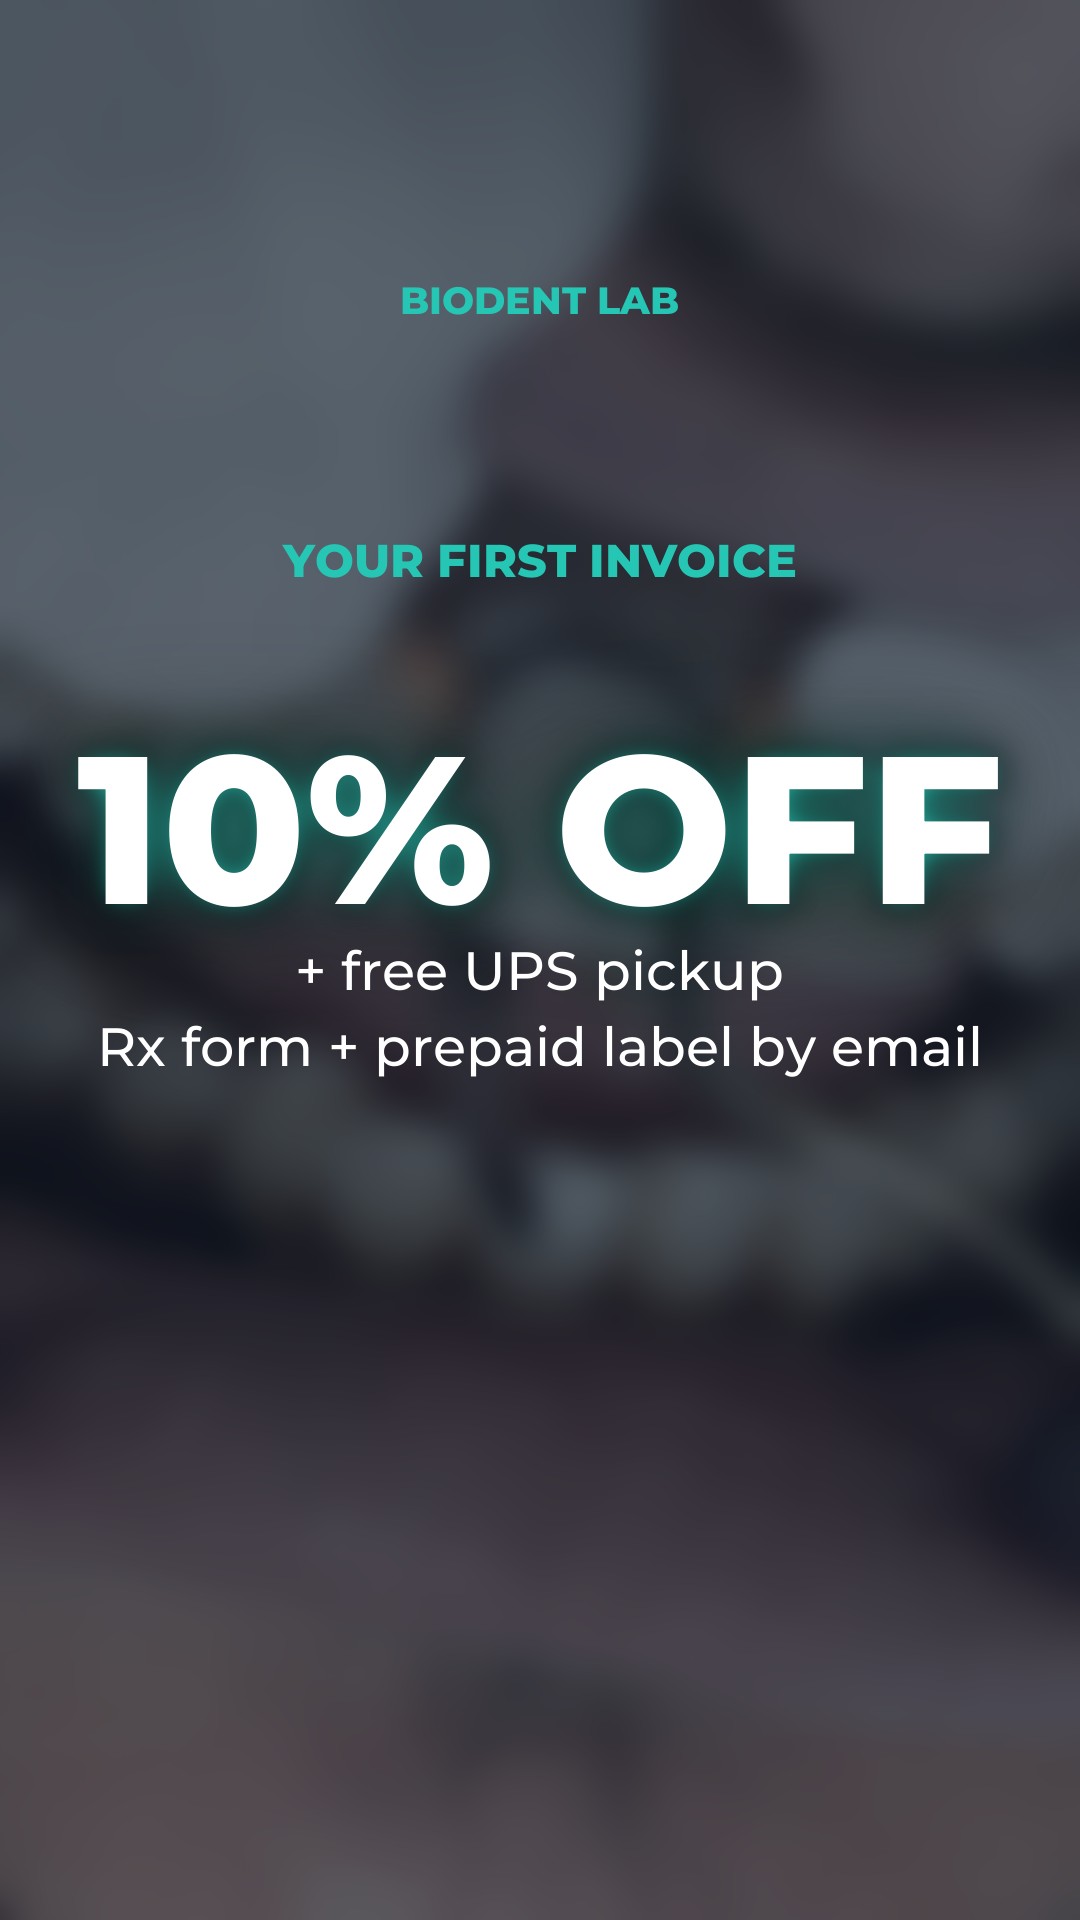 BIODENT LAB
YOUR FIRST INVOICE
10% OFF
+ free UPS pickup
Rx form + prepaid label by email